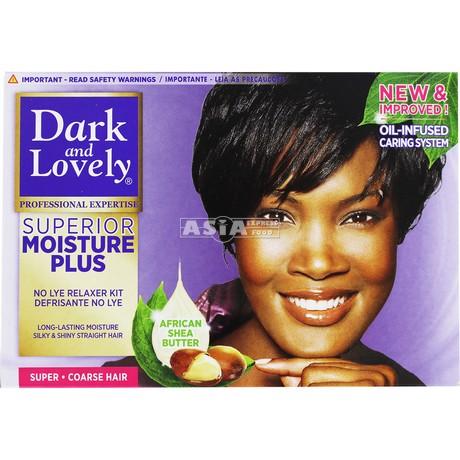 IMPORTANT - READ SAFETY WARNINGS / IMPORTANTE - LEIA AS PRECAUÇÕES
Dark
and
Lovely®
PROFESSIONAL EXPERTISE
SUPERIOR
MOISTURE
PLUS
NO LYE RELAXER KIT
DEFRISANTE NO LYE
LONG-LASTING MOISTURE
SILKY & SHINY STRAIGHT HAIR
SUPER • COARSE HAIR
NEW &
IMPROVED!
OIL-INFUSED
CARING SYSTEM
ASIA EXPRESS
FOOD
AFRICAN
SHEA
BUTTER